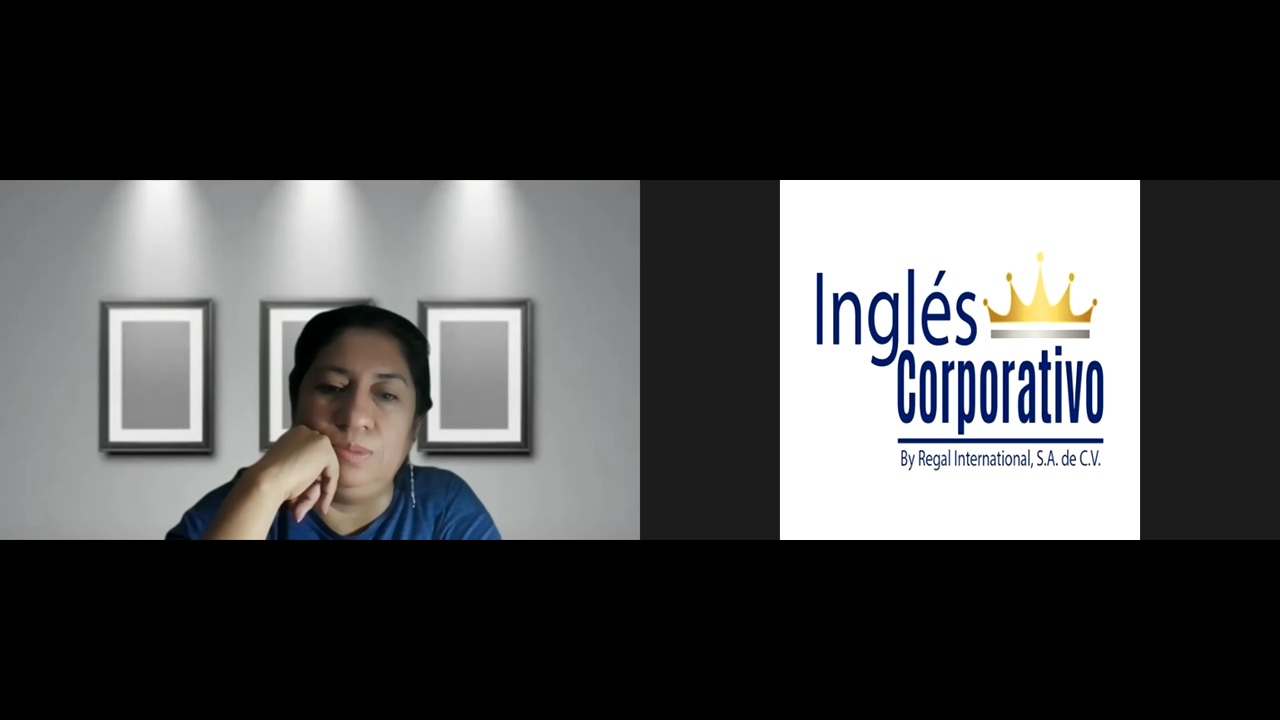 Inglés
Corporativo
By Regal International, S.A. de C.V.